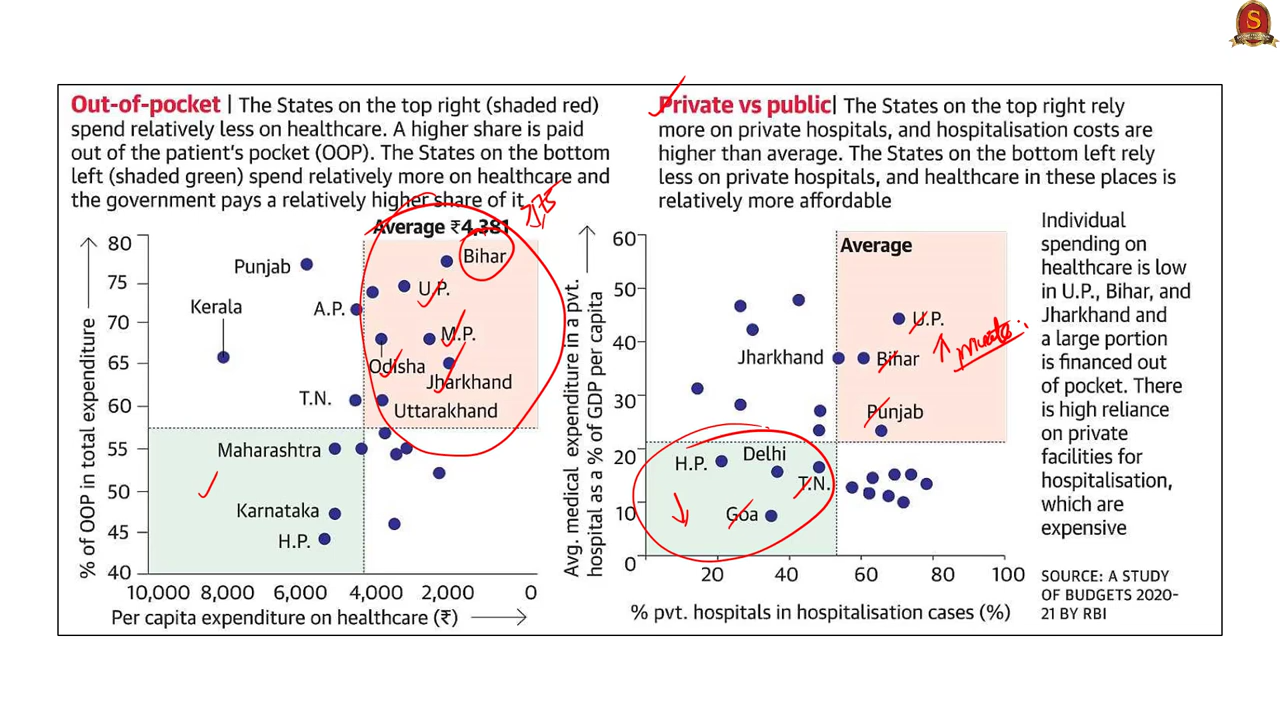 S
Out-of-pocket | The States on the top right (shaded red)
spend relatively less on healthcare. A higher share is paid
out of the patient's pocket (OOP). The States on the bottom
left (shaded green) spend relatively more on healthcare and
the government pays a relatively higher share of it
Average ₹4,381
% of OOP in total expenditure
80
75
70
65
60
55
50
45
40
Punjab
Bihar
Kerala
A.P.
U.P.
M.P.
Odisha
Jharkhand
T.N.
Uttarakhand
Maharashtra
Karnataka
H.P.
10,000 8,000 6,000 4,000 2,000 0
Per capita expenditure on healthcare (₹)
Private vs public| The States on the top right rely
more on private hospitals, and hospitalisation costs are
higher than average. The States on the bottom left rely
less on private hospitals, and healthcare in these places is
relatively more affordable
Avg. medical expenditure in a pvt.
hospital as a % of GDP per capita
60
50
40
30
20
10
0
Average
U.P.
private
Jharkhand
Bihar
Punjab
H.P.
Delhi
T.N.
Goa
20 40 60 80 100
% pvt. hospitals in hospitalisation cases (%)
Individual
spending on
healthcare is low
in U.P., Bihar, and
Jharkhand and
a large portion
is financed out
of pocket. There
is high reliance
on private
facilities for
hospitalisation,
which are
expensive
SOURCE: A STUDY
OF BUDGETS 2020-
21 BY RBI